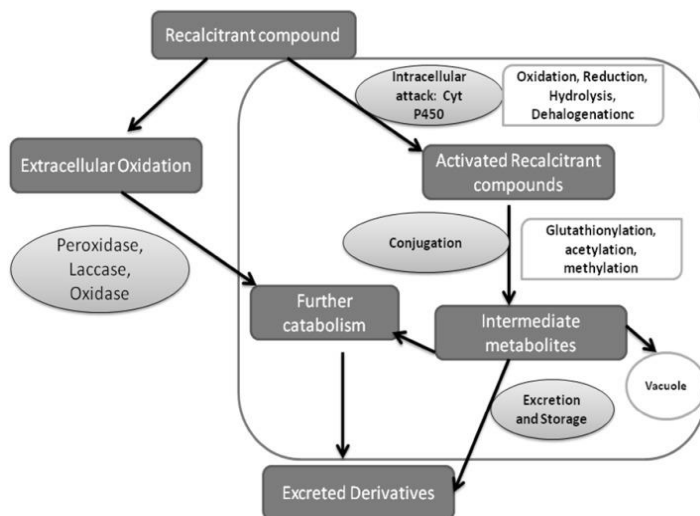 Recalcitrant compound
Intracellular
attack: Cyt
P450
Oxidation, Reduction,
Hydrolysis,
Dehalogenationc
Extracellular Oxidation
Activated Recalcitrant
compounds
Peroxidase,
Laccase,
Oxidase
Conjugation
Glutathionylation,
acetylation,
methylation
Further
catabolism
Intermediate
metabolites
Vacuole
Excretion
and Storage
Excreted Derivatives